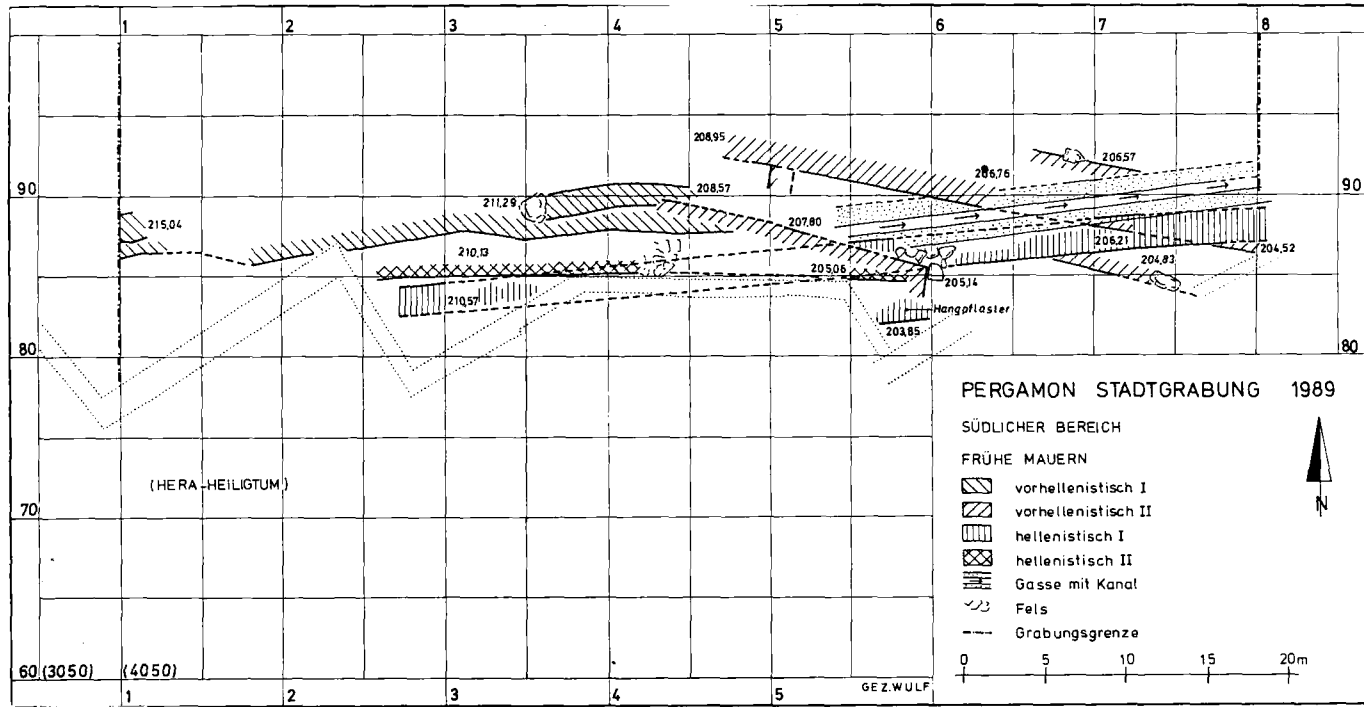 1 2 3 4 5 6 7 8
208,95
206,57
206,76
90 90
208,57
211,29
215,04
207,80
206,21
204,52
210,13
204,83
205,06
205,14
210,57
Hangpflaster
203,85
80 80
PERGAMON STADTGRABUNG 1989
SÜDLICHER BEREICH
FRÜHE MAUERN
vorhellenistisch I
vorhellenistisch II
hellenistisch I
hellenistisch II
Gasse mit Kanal
Fels
Grabungsgrenze
N
(HERA-HEILIGTUM)
70
0 5 10 15 20m
60 (3050) (4050)
GEZ.WULF
1 2 3 4 5